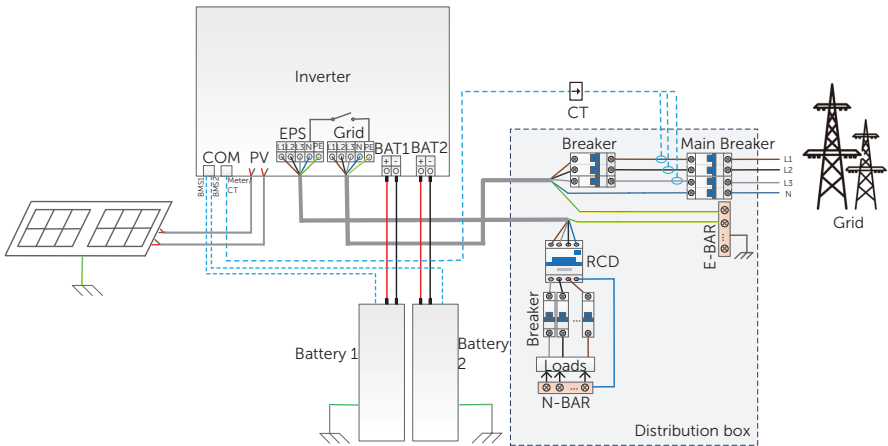 Inverter
CT
EPS
Grid
L1 L2 L3 N PE
L1 L2 L3 N PE
BAT1
BAT2
+ -
+ -
COM
PV
BMS1
BMS2
Meter/
CT
Breaker
Main Breaker
L1
L2
L3
N
Grid
E-BAR
RCD
Breaker
...
Battery 1
Battery
2
Loads
...
N-BAR
Distribution box